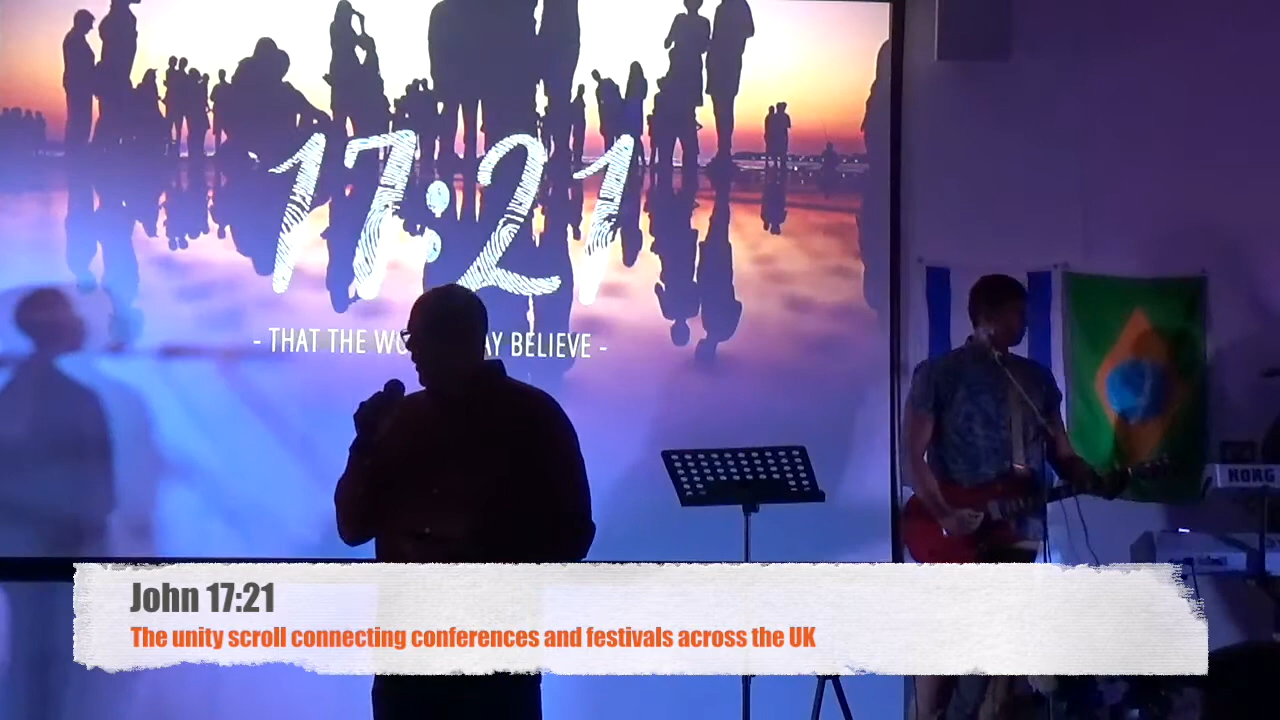 17:21
- THAT THE WO AY BELIEVE -
KORG
John 17:21
The unity scroll connecting conferences and festivals across the UK